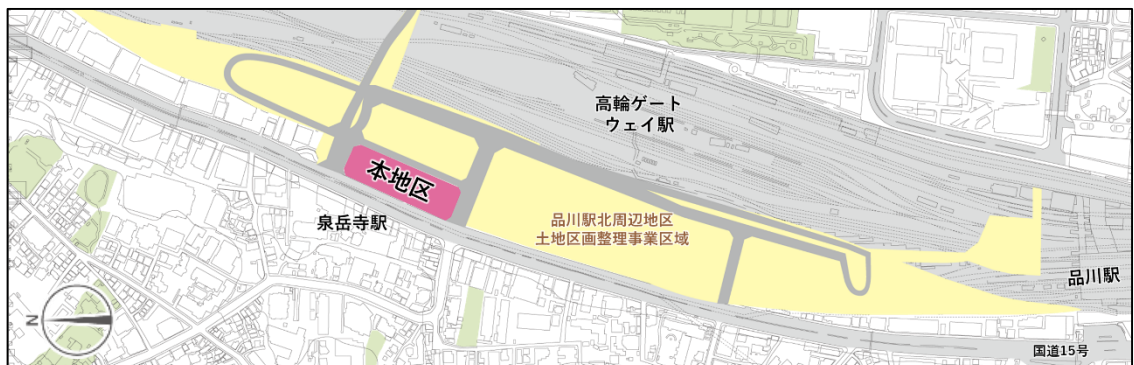 高輪ゲート
ウェイ駅
本地区
泉岳寺駅
品川駅北周辺地区
土地区画整理事業区域
品川駅
N
国道15号